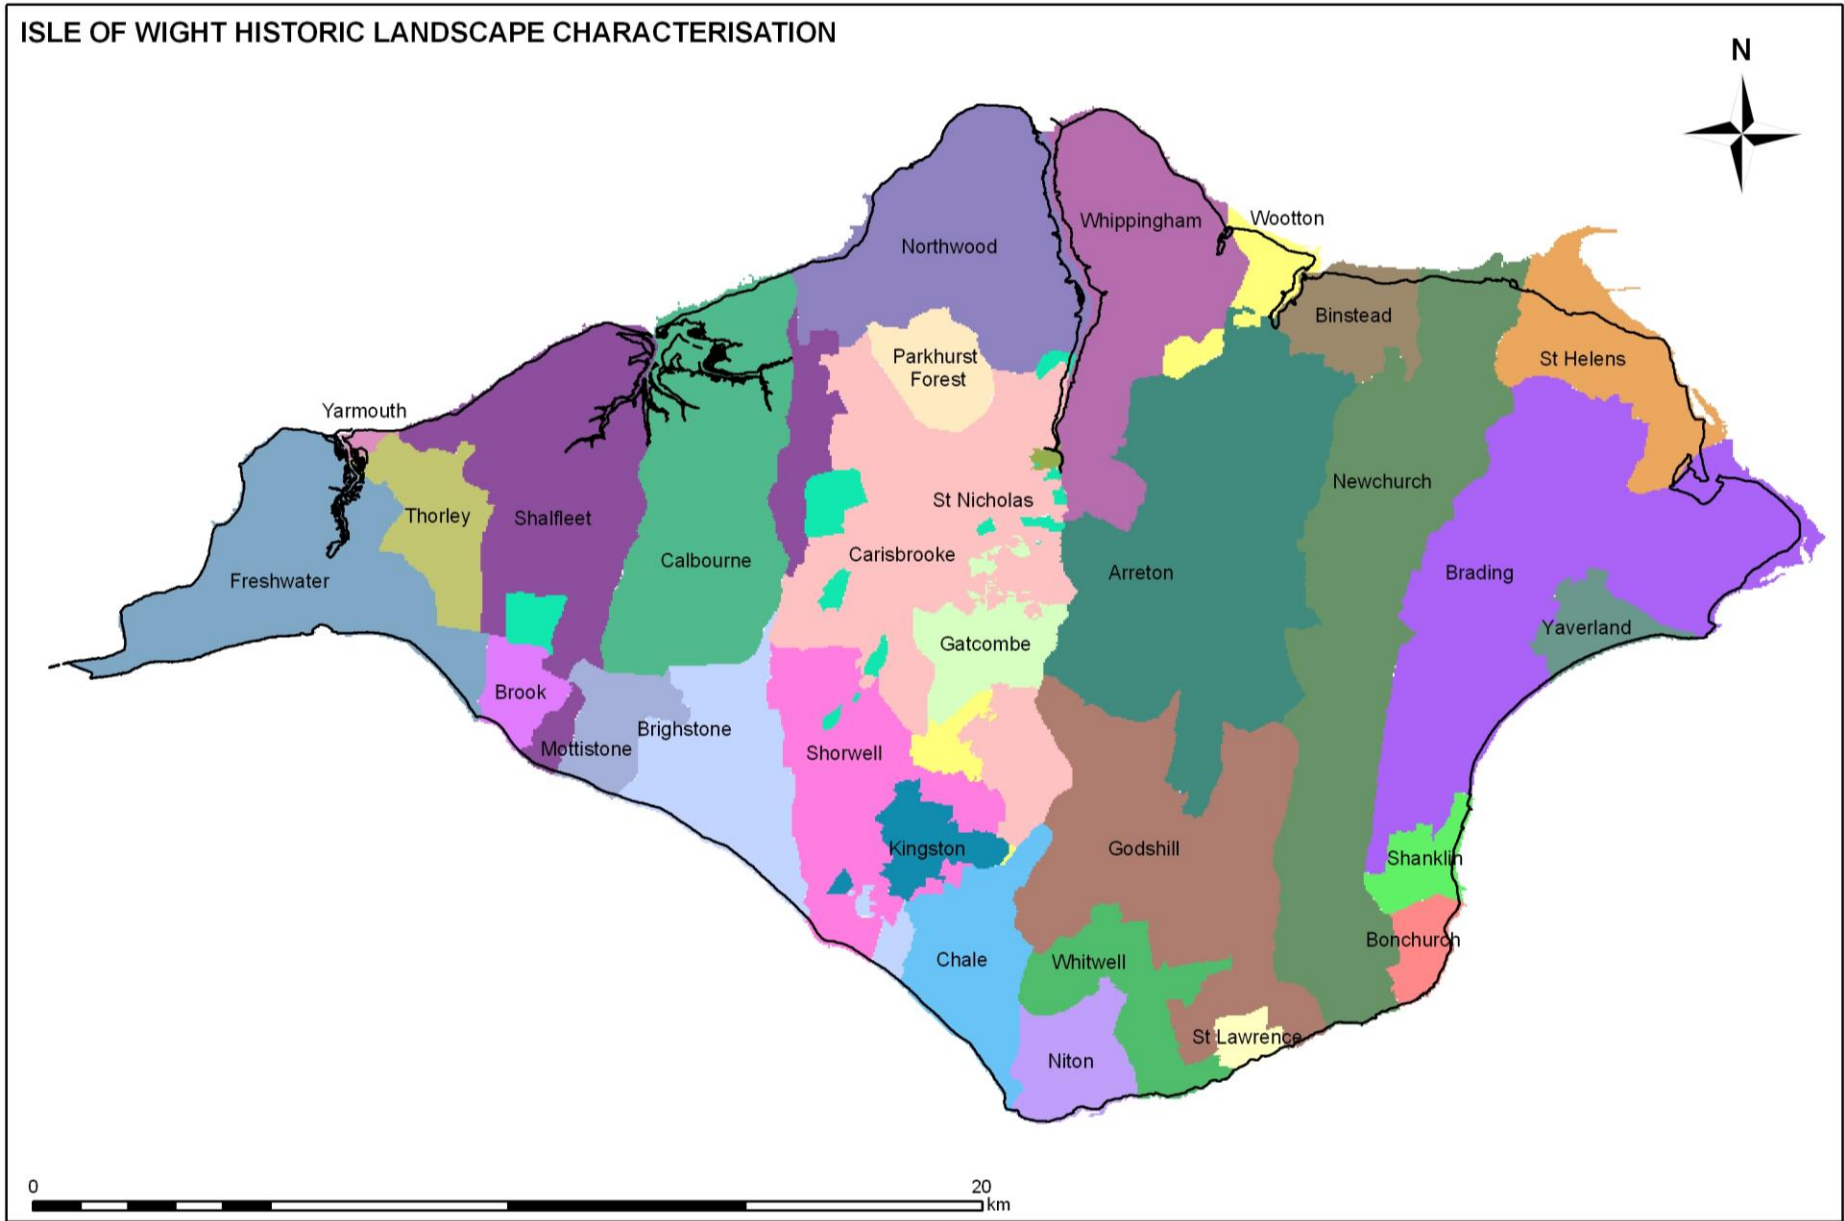 ISLE OF WIGHT HISTORIC LANDSCAPE CHARACTERISATION
N
Wootton
Whippingham
Northwood
Binstead
Parkhurst
Forest
St Helens
Yarmouth
Newchurch
St Nicholas
Thorley
Shalfleet
Carisbrooke
Calbourne
Arreton
Brading
Freshwater
Yaverland
Gatcombe
Brook
Brighstone
Mottistone
Shorwell
Kingston
Godshill
Shanklin
Bonchurch
Chale
Whitwell
St Lawrence
Niton
0
20
km